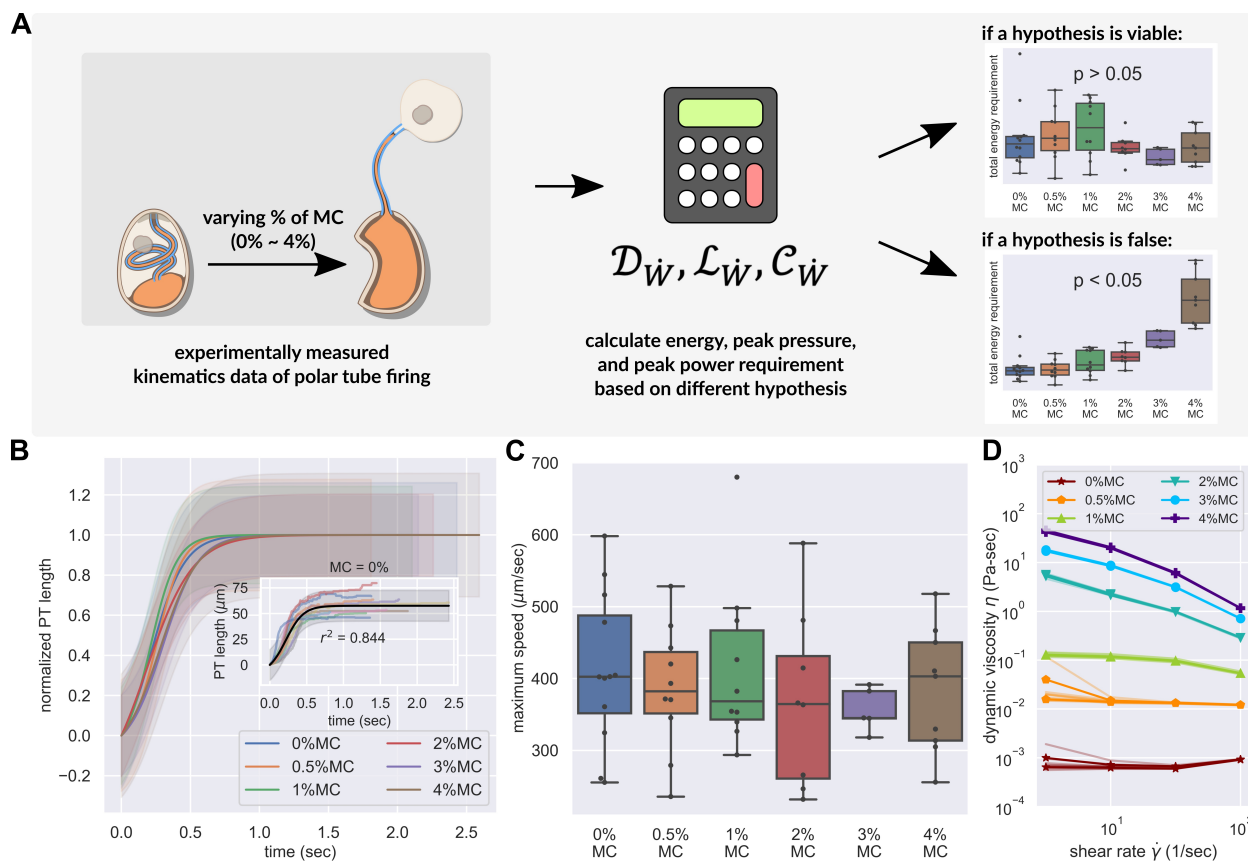 A
varying % of MC
(0% ~ 4%)
experimentally measured
kinematics data of polar tube firing
𝒟_Ẇ, ℒ_Ẇ, 𝒞_Ẇ
calculate energy, peak pressure,
and peak power requirement
based on different hypothesis
if a hypothesis is viable:
total energy requirement
p > 0.05
0% 0.5% 1% 2% 3% 4%
MC MC MC MC MC MC
if a hypothesis is false:
total energy requirement
p < 0.05
0% 0.5% 1% 2% 3% 4%
MC MC MC MC MC MC
B
normalized PT length
1.2
1.0
0.8
0.6
0.4
0.2
0.0
−0.2
MC = 0%
PT length (μm)
75
50
25
0
r² = 0.844
0.0 0.5 1.0 1.5 2.0 2.5
time (sec)
0%MC
0.5%MC
1%MC
2%MC
3%MC
4%MC
0.0 0.5 1.0 1.5 2.0 2.5
time (sec)
C
maximum speed (μm/sec)
700
600
500
400
300
0% 0.5% 1% 2% 3% 4%
MC MC MC MC MC MC
D
dynamic viscosity η (Pa-sec)
10³
10²
10¹
10⁰
10⁻¹
10⁻²
10⁻³
10⁻⁴
0%MC
0.5%MC
1%MC
2%MC
3%MC
4%MC
10¹ 10³
shear rate γ̇ (1/sec)